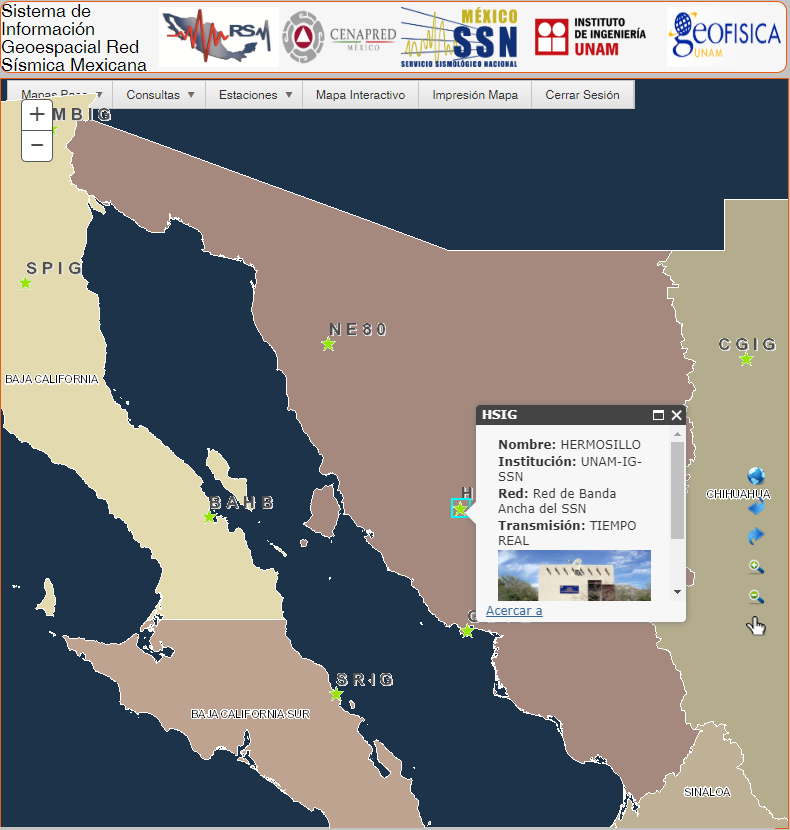 Sistema de
Información
Geoespacial Red
Sísmica Mexicana
RSM
CENAPRED
MÉXICO
MÉXICO
SSN
SERVICIO SISMOLÓGICO NACIONAL
INSTITUTO
DE INGENIERÍA
UNAM
GEOFISICA
UNAM
Consultas
Estaciones
Mapa Interactivo
Impresión Mapa
Cerrar Sesión
+
−
MBIG
SPIG
NE80
CGIG
BAJA CALIFORNIA
HSIG
Nombre: HERMOSILLO
Institución: UNAM-IG-
SSN
Red: Red de Banda
Ancha del SSN
Transmisión: TIEMPO
REAL
Acercar a
CHIHUAHUA
BAHB
SRIG
BAJA CALIFORNIA SUR
SINALOA